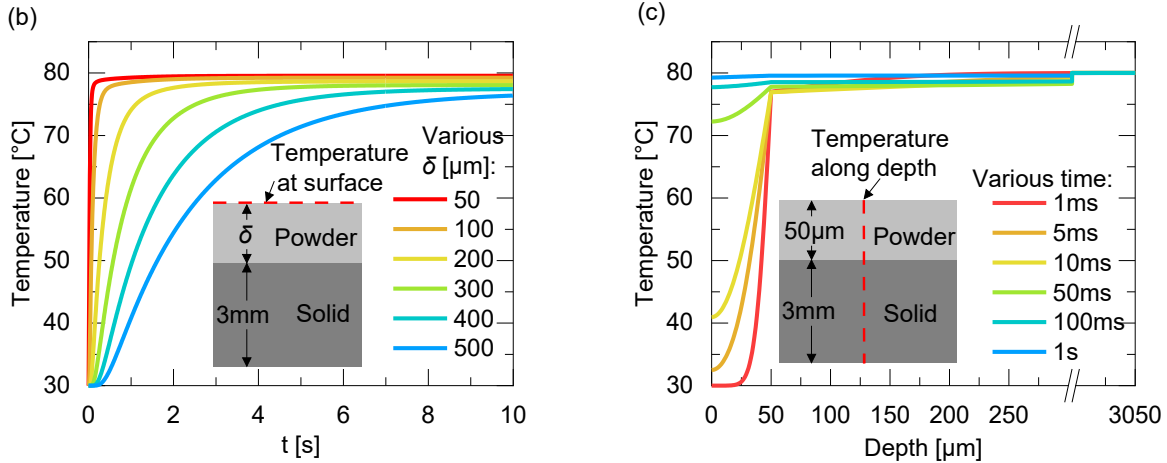 (b)
Temperature [°C]
80
70
60
50
40
30
0
2
4
6
8
10
t [s]
Various
δ [µm]:
50
100
200
300
400
500
Temperature
at surface
δ
Powder
3mm
Solid
(c)
Temperature [°C]
80
70
60
50
40
30
0
50
100
150
200
250
3050
Depth [µm]
Temperature
along depth
50µm
Powder
3mm
Solid
Various time:
1ms
5ms
10ms
50ms
100ms
1s